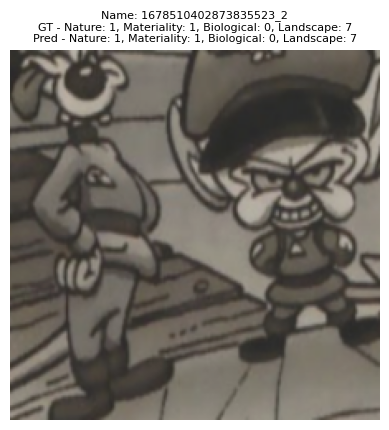 Name: 1678510402873835523_2
GT - Nature: 1, Materiality: 1, Biological: 0, Landscape: 7
Pred - Nature: 1, Materiality: 1, Biological: 0, Landscape: 7